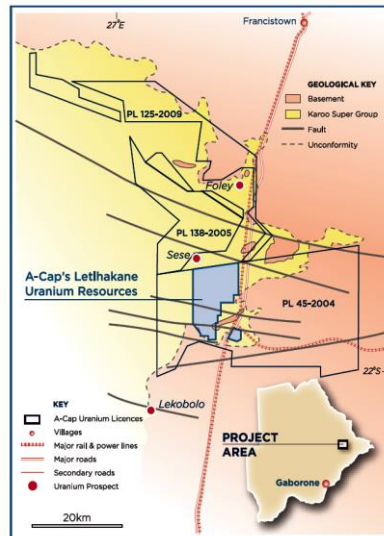 27°E
Francistown
GEOLOGICAL KEY
Basement
Karoo Super Group
Fault
Unconformity
PL 125-2009
Foley
PL 138-2005
Sese
A-Cap's Letlhakane
Uranium Resources
PL 45-2004
22°S
Lekobolo
KEY
A-Cap Uranium Licences
Villages
Major rail & power lines
Major roads
Secondary roads
Uranium Prospect
20km
PROJECT
AREA
Gaborone